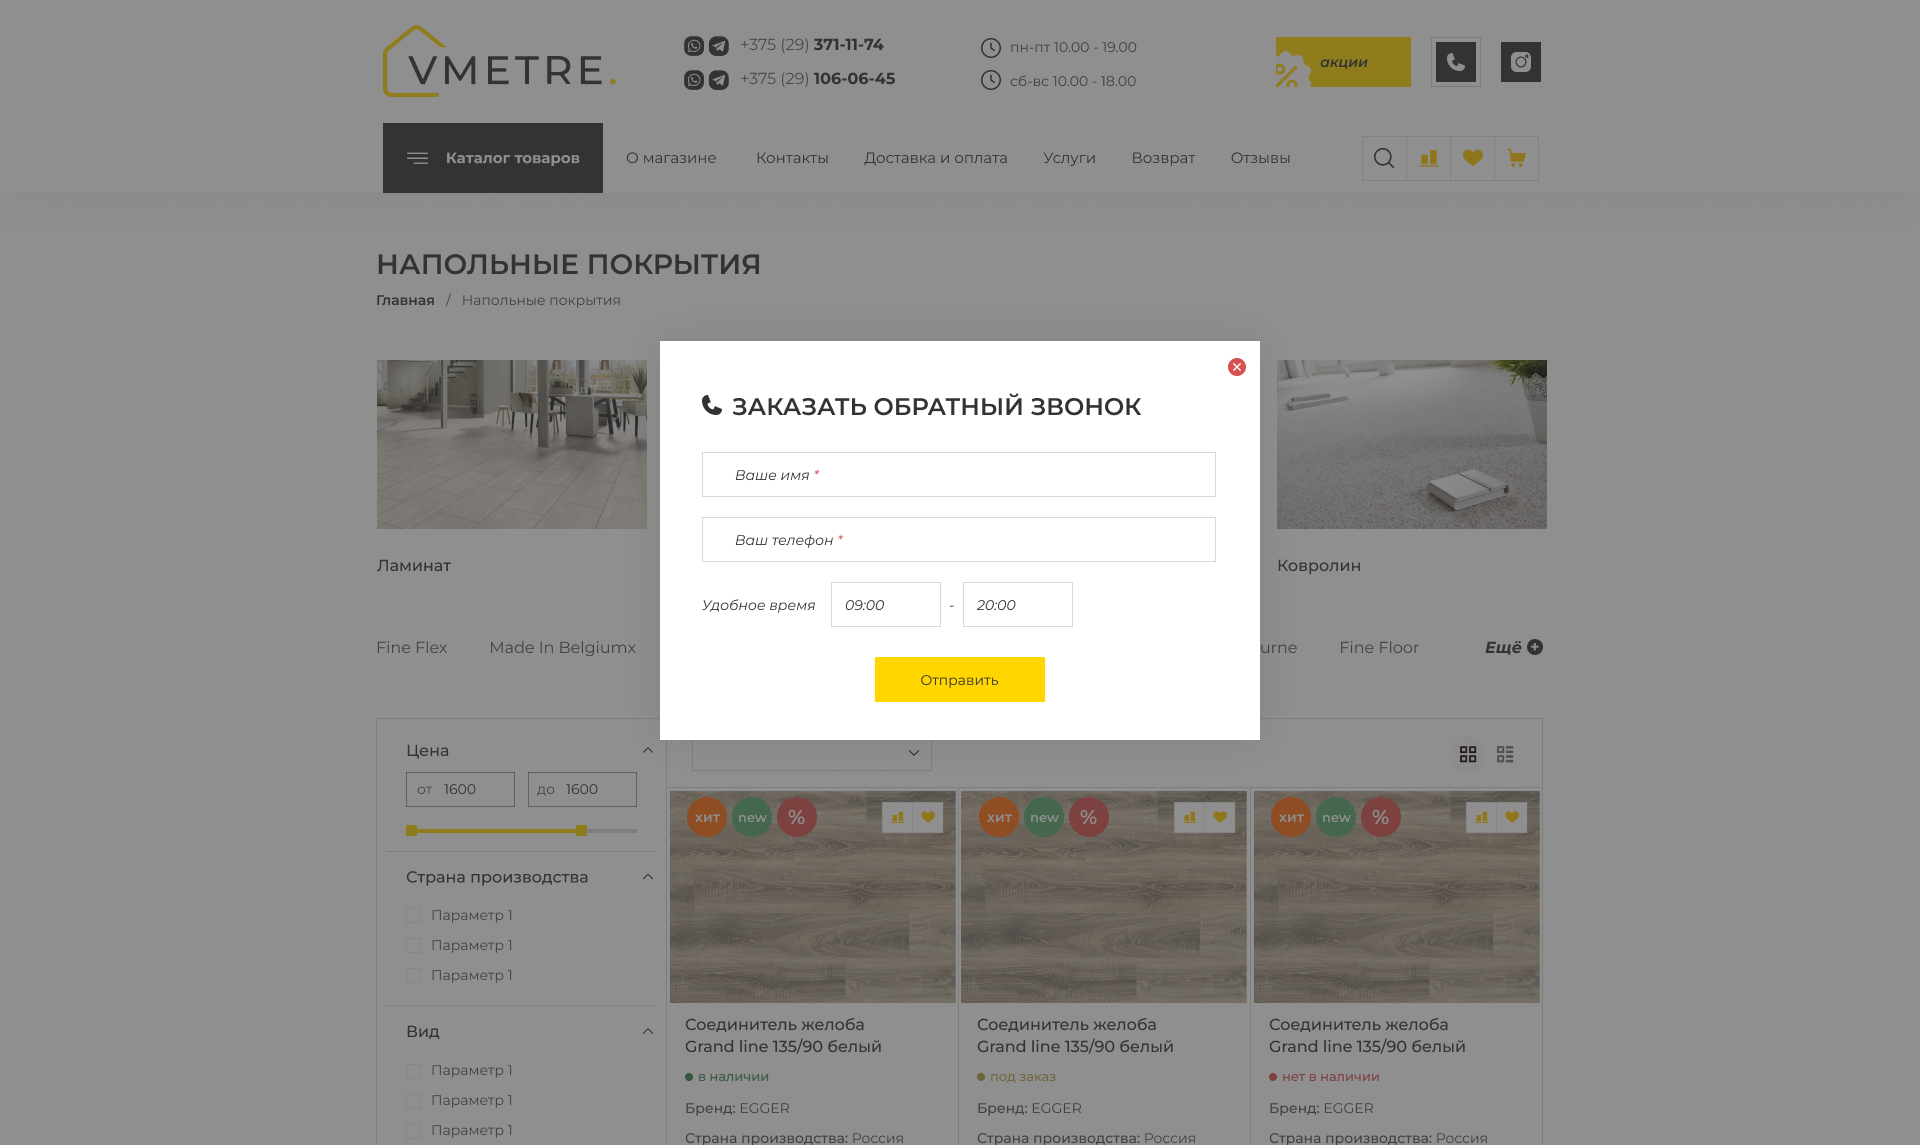 VMETRE.
+375 (29) 371-11-74
+375 (29) 106-06-45
пн-пт 10.00 - 19.00
сб-вс 10.00 - 18.00
% акции
Каталог товаров
О магазине Контакты Доставка и оплата Услуги Возврат Отзывы
НАПОЛЬНЫЕ ПОКРЫТИЯ
Главная / Напольные покрытия
ЗАКАЗАТЬ ОБРАТНЫЙ ЗВОНОК
Ваше имя *
Ваш телефон *
Удобное время 09:00 - 20:00
Отправить
Ламинат
Ковролин
Fine Flex Made In Belgiumx urne Fine Floor Ещё
Цена
от 1600 до 1600
Страна производства
Параметр 1
Параметр 1
Параметр 1
Вид
Параметр 1
Параметр 1
Параметр 1
хит new %
Соединитель желоба
Grand line 135/90 белый
в наличии
Бренд: EGGER
Страна производства: Россия
хит new %
Соединитель желоба
Grand line 135/90 белый
под заказ
Бренд: EGGER
Страна производства: Россия
хит new %
Соединитель желоба
Grand line 135/90 белый
нет в наличии
Бренд: EGGER
Страна производства: Россия